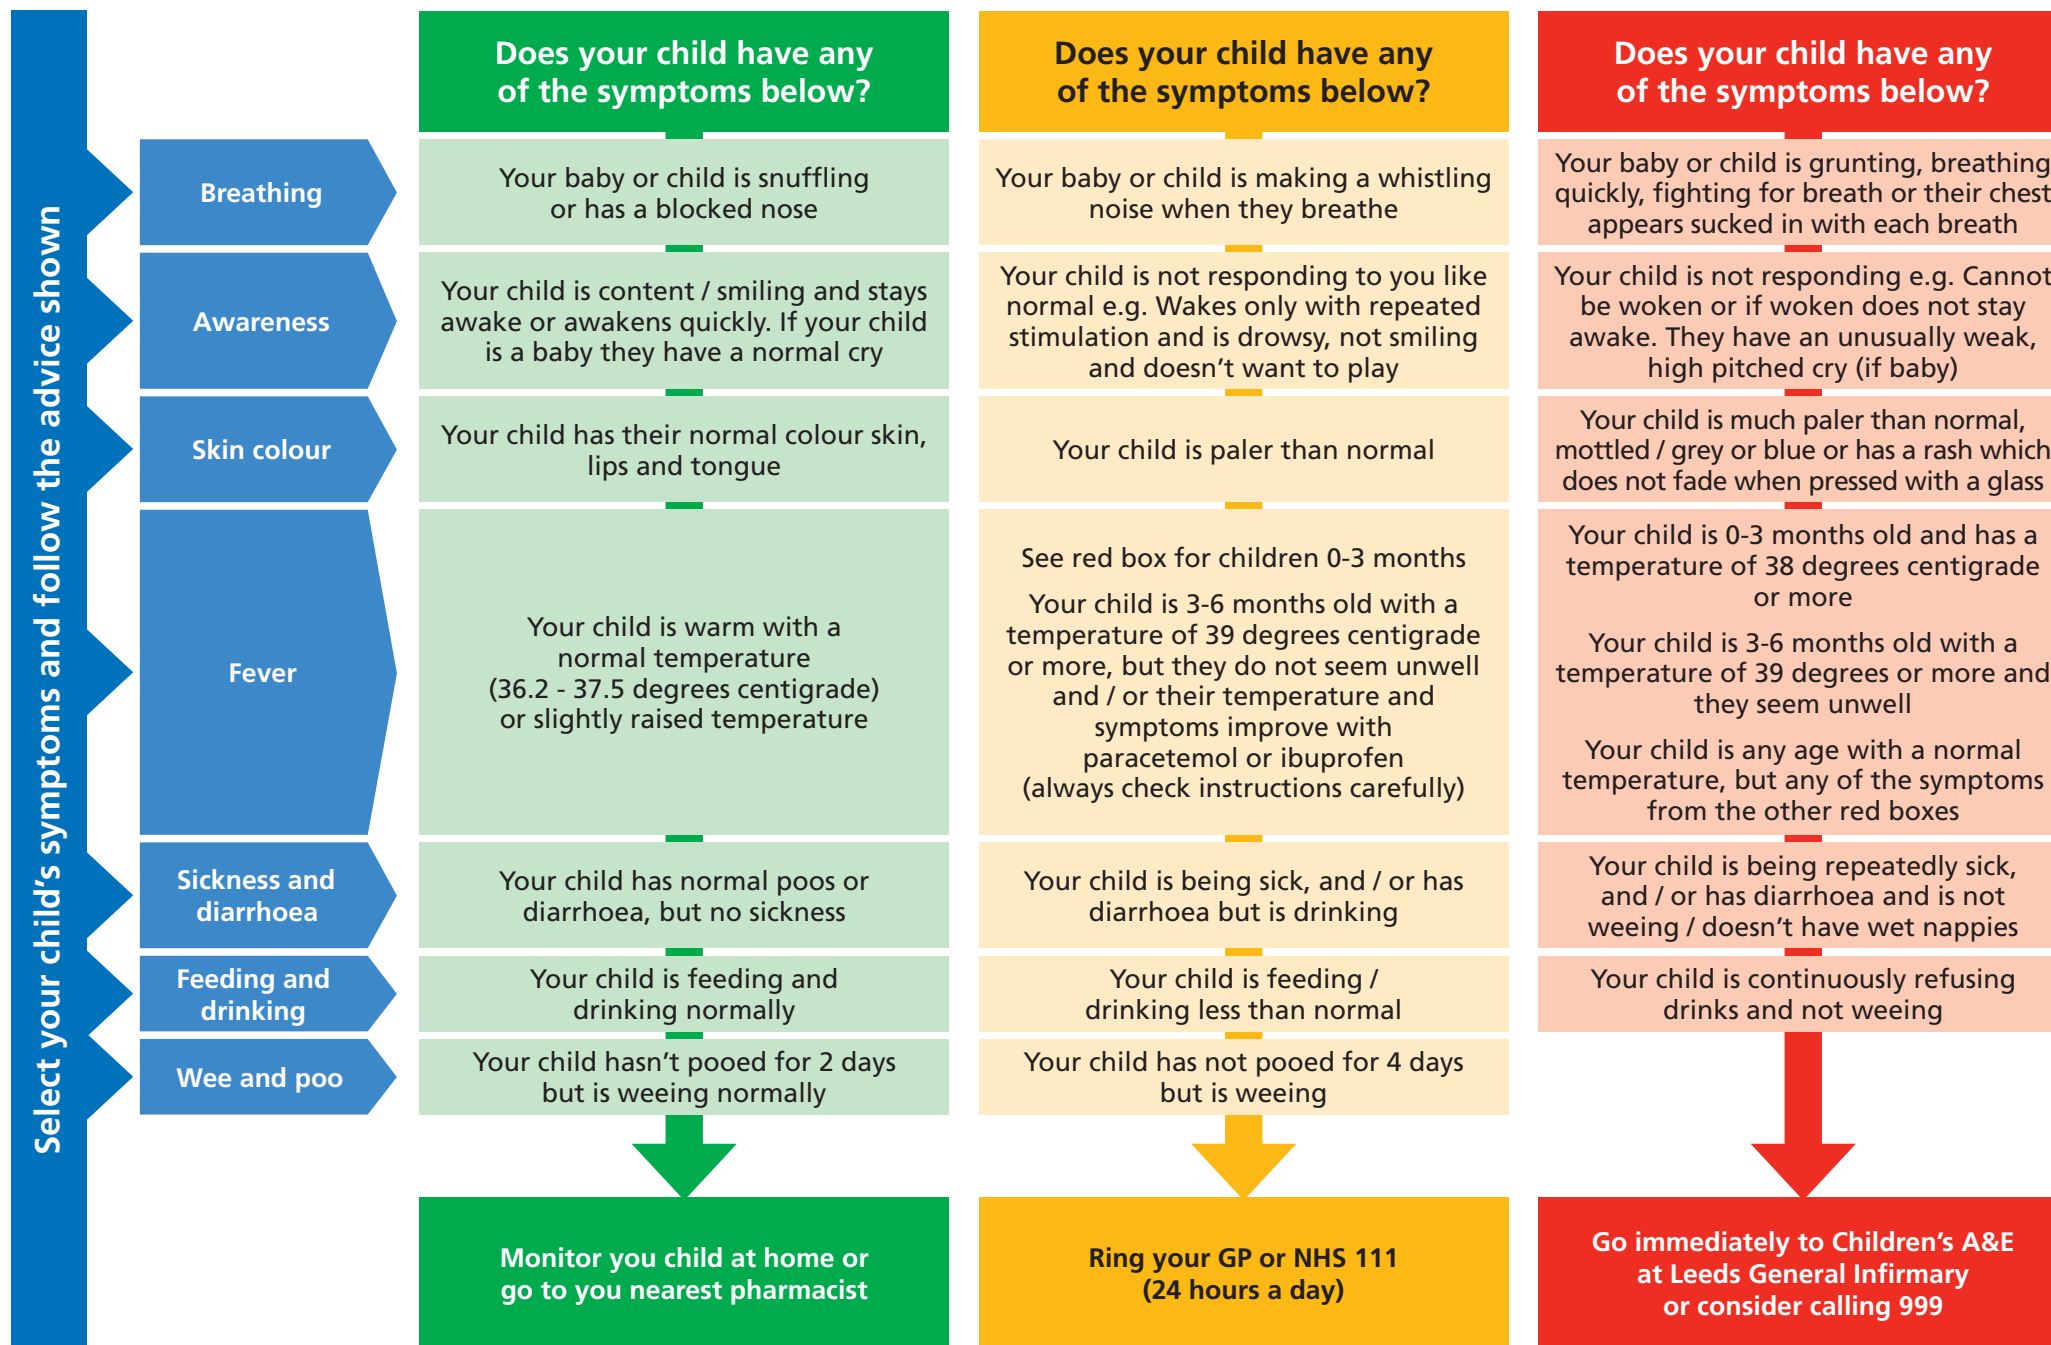 Select your child's symptoms and follow the advice shown
Does your child have any
of the symptoms below?
Does your child have any
of the symptoms below?
Does your child have any
of the symptoms below?
Breathing
Your baby or child is snuffling
or has a blocked nose
Your baby or child is making a whistling
noise when they breathe
Your baby or child is grunting, breathing
quickly, fighting for breath or their chest
appears sucked in with each breath
Awareness
Your child is content / smiling and stays
awake or awakens quickly. If your child
is a baby they have a normal cry
Your child is not responding to you like
normal e.g. Wakes only with repeated
stimulation and is drowsy, not smiling
and doesn't want to play
Your child is not responding e.g. Cannot
be woken or if woken does not stay
awake. They have an unusually weak,
high pitched cry (if baby)
Skin colour
Your child has their normal colour skin,
lips and tongue
Your child is paler than normal
Your child is much paler than normal,
mottled / grey or blue or has a rash which
does not fade when pressed with a glass
Fever
Your child is warm with a
normal temperature
(36.2 - 37.5 degrees centigrade)
or slightly raised temperature
See red box for children 0-3 months
Your child is 3-6 months old with a
temperature of 39 degrees centigrade
or more, but they do not seem unwell
and / or their temperature and
symptoms improve with
paracetemol or ibuprofen
(always check instructions carefully)
Your child is 0-3 months old and has a
temperature of 38 degrees centigrade
or more
Your child is 3-6 months old with a
temperature of 39 degrees or more and
they seem unwell
Your child is any age with a normal
temperature, but any of the symptoms
from the other red boxes
Sickness and
diarrhoea
Your child has normal poos or
diarrhoea, but no sickness
Your child is being sick, and / or has
diarrhoea but is drinking
Your child is being repeatedly sick,
and / or has diarrhoea and is not
weeing / doesn't have wet nappies
Feeding and
drinking
Your child is feeding and
drinking normally
Your child is feeding /
drinking less than normal
Your child is continuously refusing
drinks and not weeing
Wee and poo
Your child hasn't pooed for 2 days
but is weeing normally
Your child has not pooed for 4 days
but is weeing
Monitor you child at home or
go to you nearest pharmacist
Ring your GP or NHS 111
(24 hours a day)
Go immediately to Children's A&E
at Leeds General Infirmary
or consider calling 999